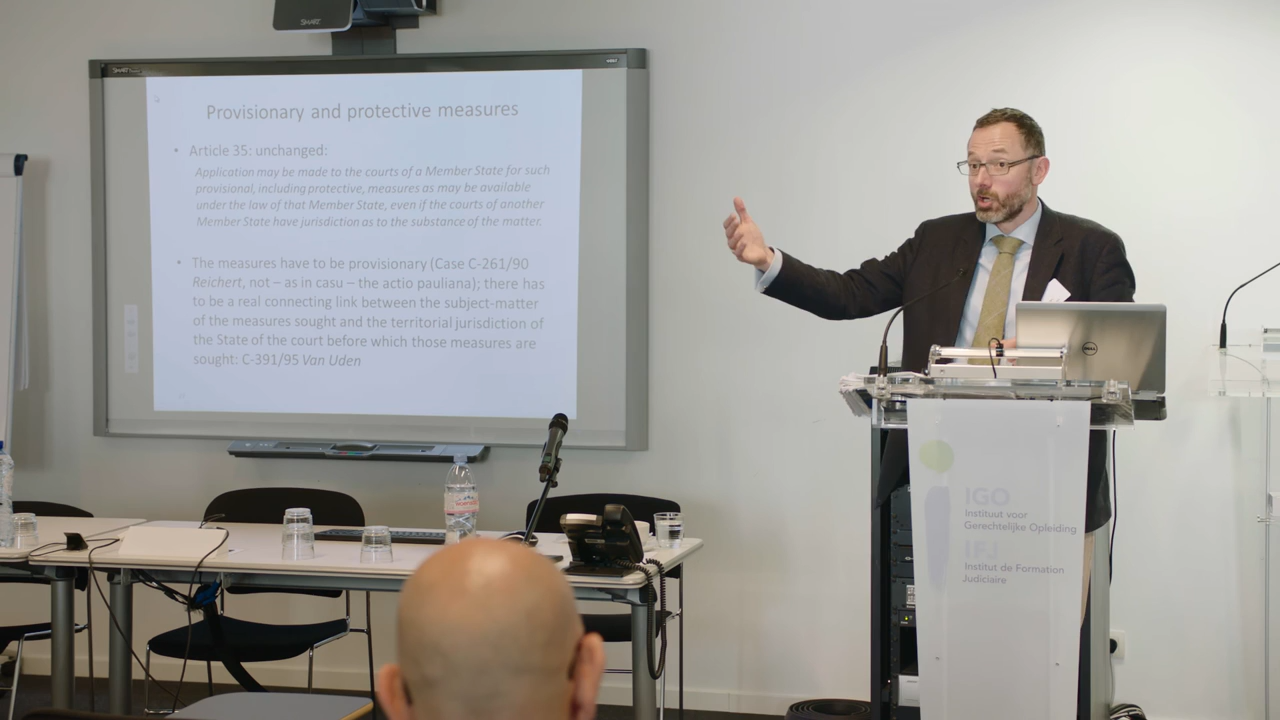 SMART
Provisionary and protective measures
• Article 35: unchanged:
Application may be made to the courts of a Member State for such
provisional, including protective, measures as may be available
under the law of that Member State, even if the courts of another
Member State have jurisdiction as to the substance of the matter.
• The measures have to be provisionary (Case C-261/90
Reichert, not – as in casu – the actio pauliana); there has
to be a real connecting link between the subject-matter
of the measures sought and the territorial jurisdiction of
the State of the court before which those measures are
sought: C-391/95 Van Uden
DELL
IGO
Instituut voor
Gerechtelijke Opleiding
IFJ
Institut de Formation
Judiciaire